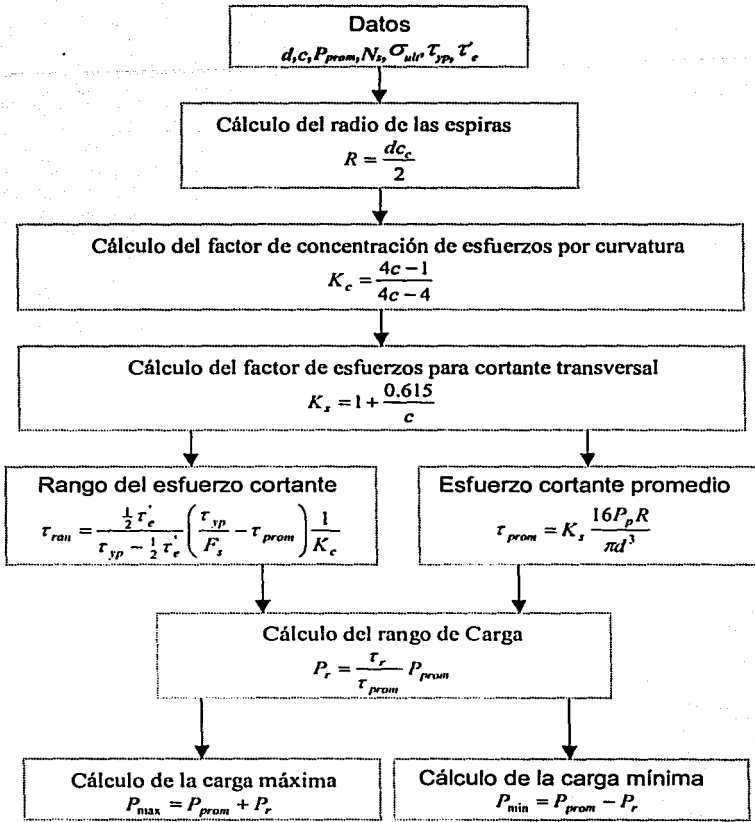 Datos
d,c,P_prom,N_s,σ_ult,τ_yp,τ'_e
Cálculo del radio de las espiras
R = dc_c / 2
Cálculo del factor de concentración de esfuerzos por curvatura
K_c = (4c − 1) / (4c − 4)
Cálculo del factor de esfuerzos para cortante transversal
K_s = 1 + 0.615 / c
Rango del esfuerzo cortante
τ_ran = (½ τ'_e) / (τ_yp − ½ τ'_e) (τ_yp / F_s − τ_prom) 1 / K_c
Esfuerzo cortante promedio
τ_prom = K_s 16P_pR / πd³
Cálculo del rango de Carga
P_r = τ_r / τ_prom P_prom
Cálculo de la carga máxima
P_max = P_prom + P_r
Cálculo de la carga mínima
P_min = P_prom − P_r